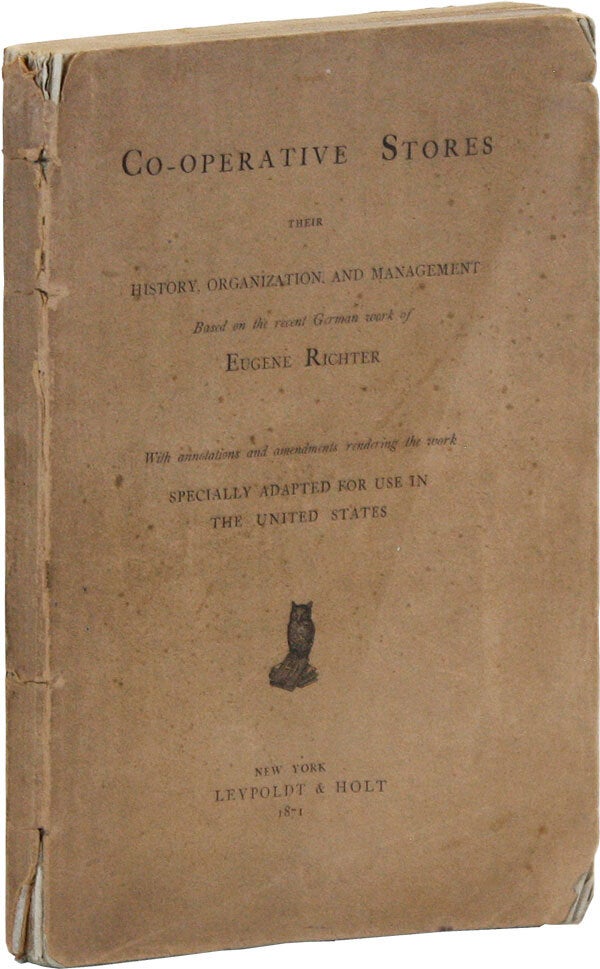 CO-OPERATIVE STORES
THEIR
HISTORY, ORGANIZATION, AND MANAGEMENT
Based on the recent German work of
EUGENE RICHTER
With annotations and amendments rendering the work
SPECIALLY ADAPTED FOR USE IN
THE UNITED STATES
NEW YORK
LEYPOLDT & HOLT
1871